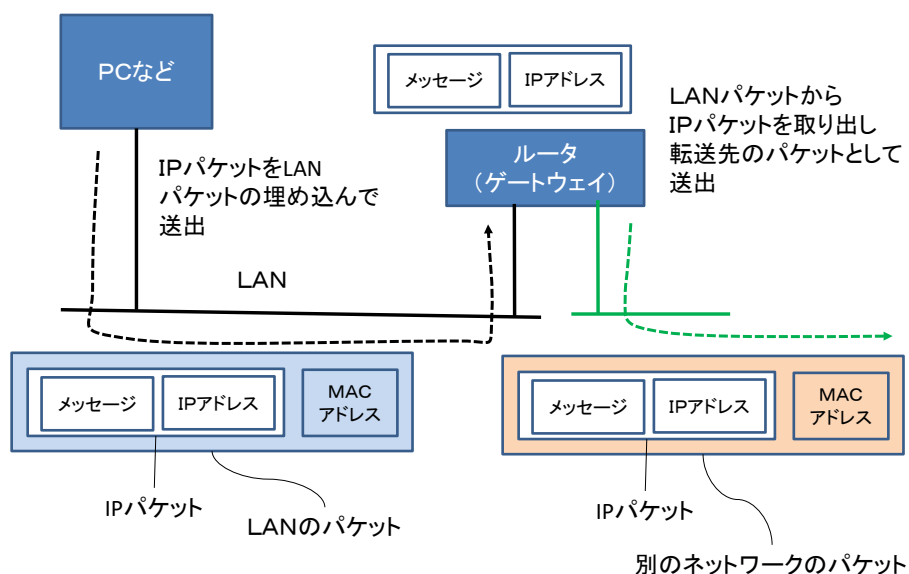 PCなど
メッセージ
IPアドレス
LANパケットから
IPパケットを取り出し
転送先のパケットとして
送出
ルータ
(ゲートウェイ)
IPパケットをLAN
パケットの埋め込んで
送出
LAN
メッセージ
IPアドレス
MAC
アドレス
メッセージ
IPアドレス
MAC
アドレス
IPパケット
LANのパケット
IPパケット
別のネットワークのパケット